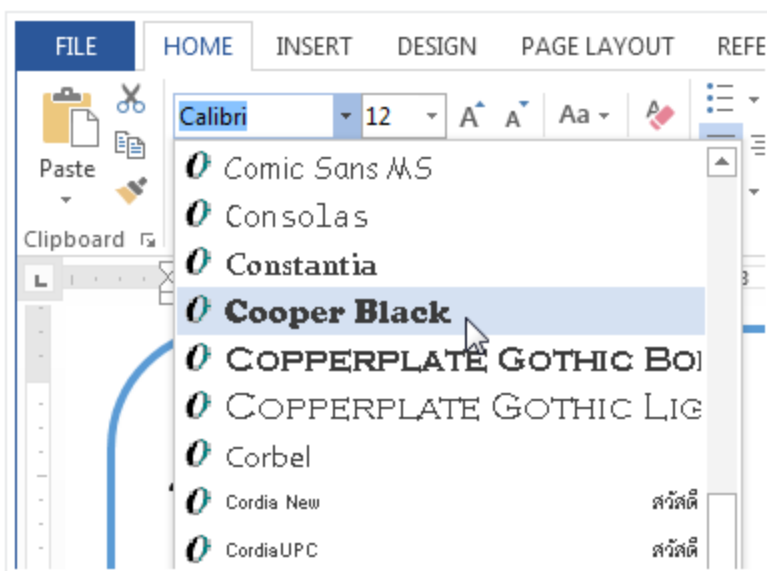 FILE HOME INSERT DESIGN PAGE LAYOUT REFE
Calibri 12 A A Aa
Paste
Clipboard
Comic Sans MS
Consolas
Constantia
Cooper Black
COPPERPLATE GOTHIC BO
COPPERPLATE GOTHIC LIG
Corbel
Cordia New สวัสดี
CordiaUPC สวัสดี
L
3